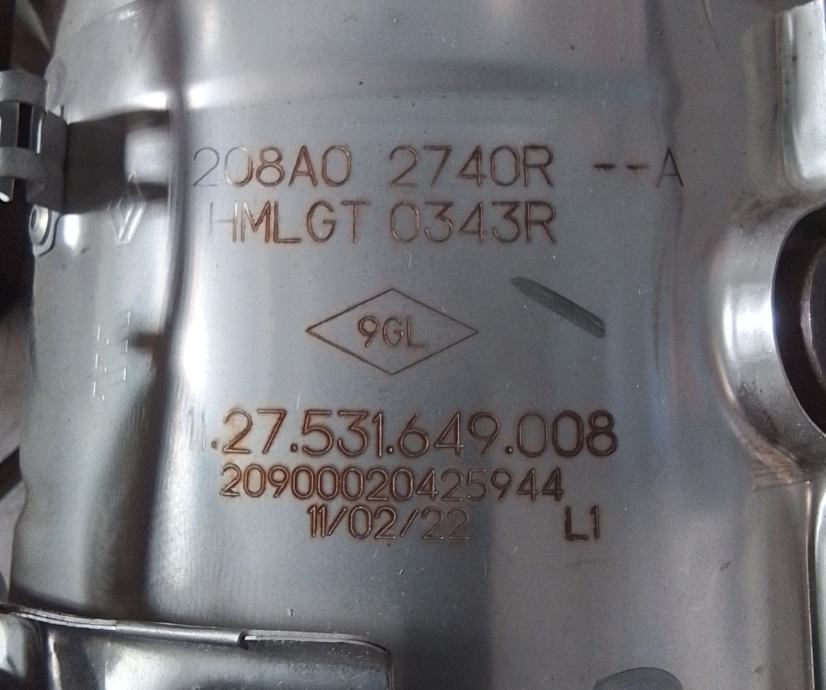 208A0 2740R --A
HMLGT 0343R
9GL
11.27.531.649.008
20900020425944
11/02/22 L1